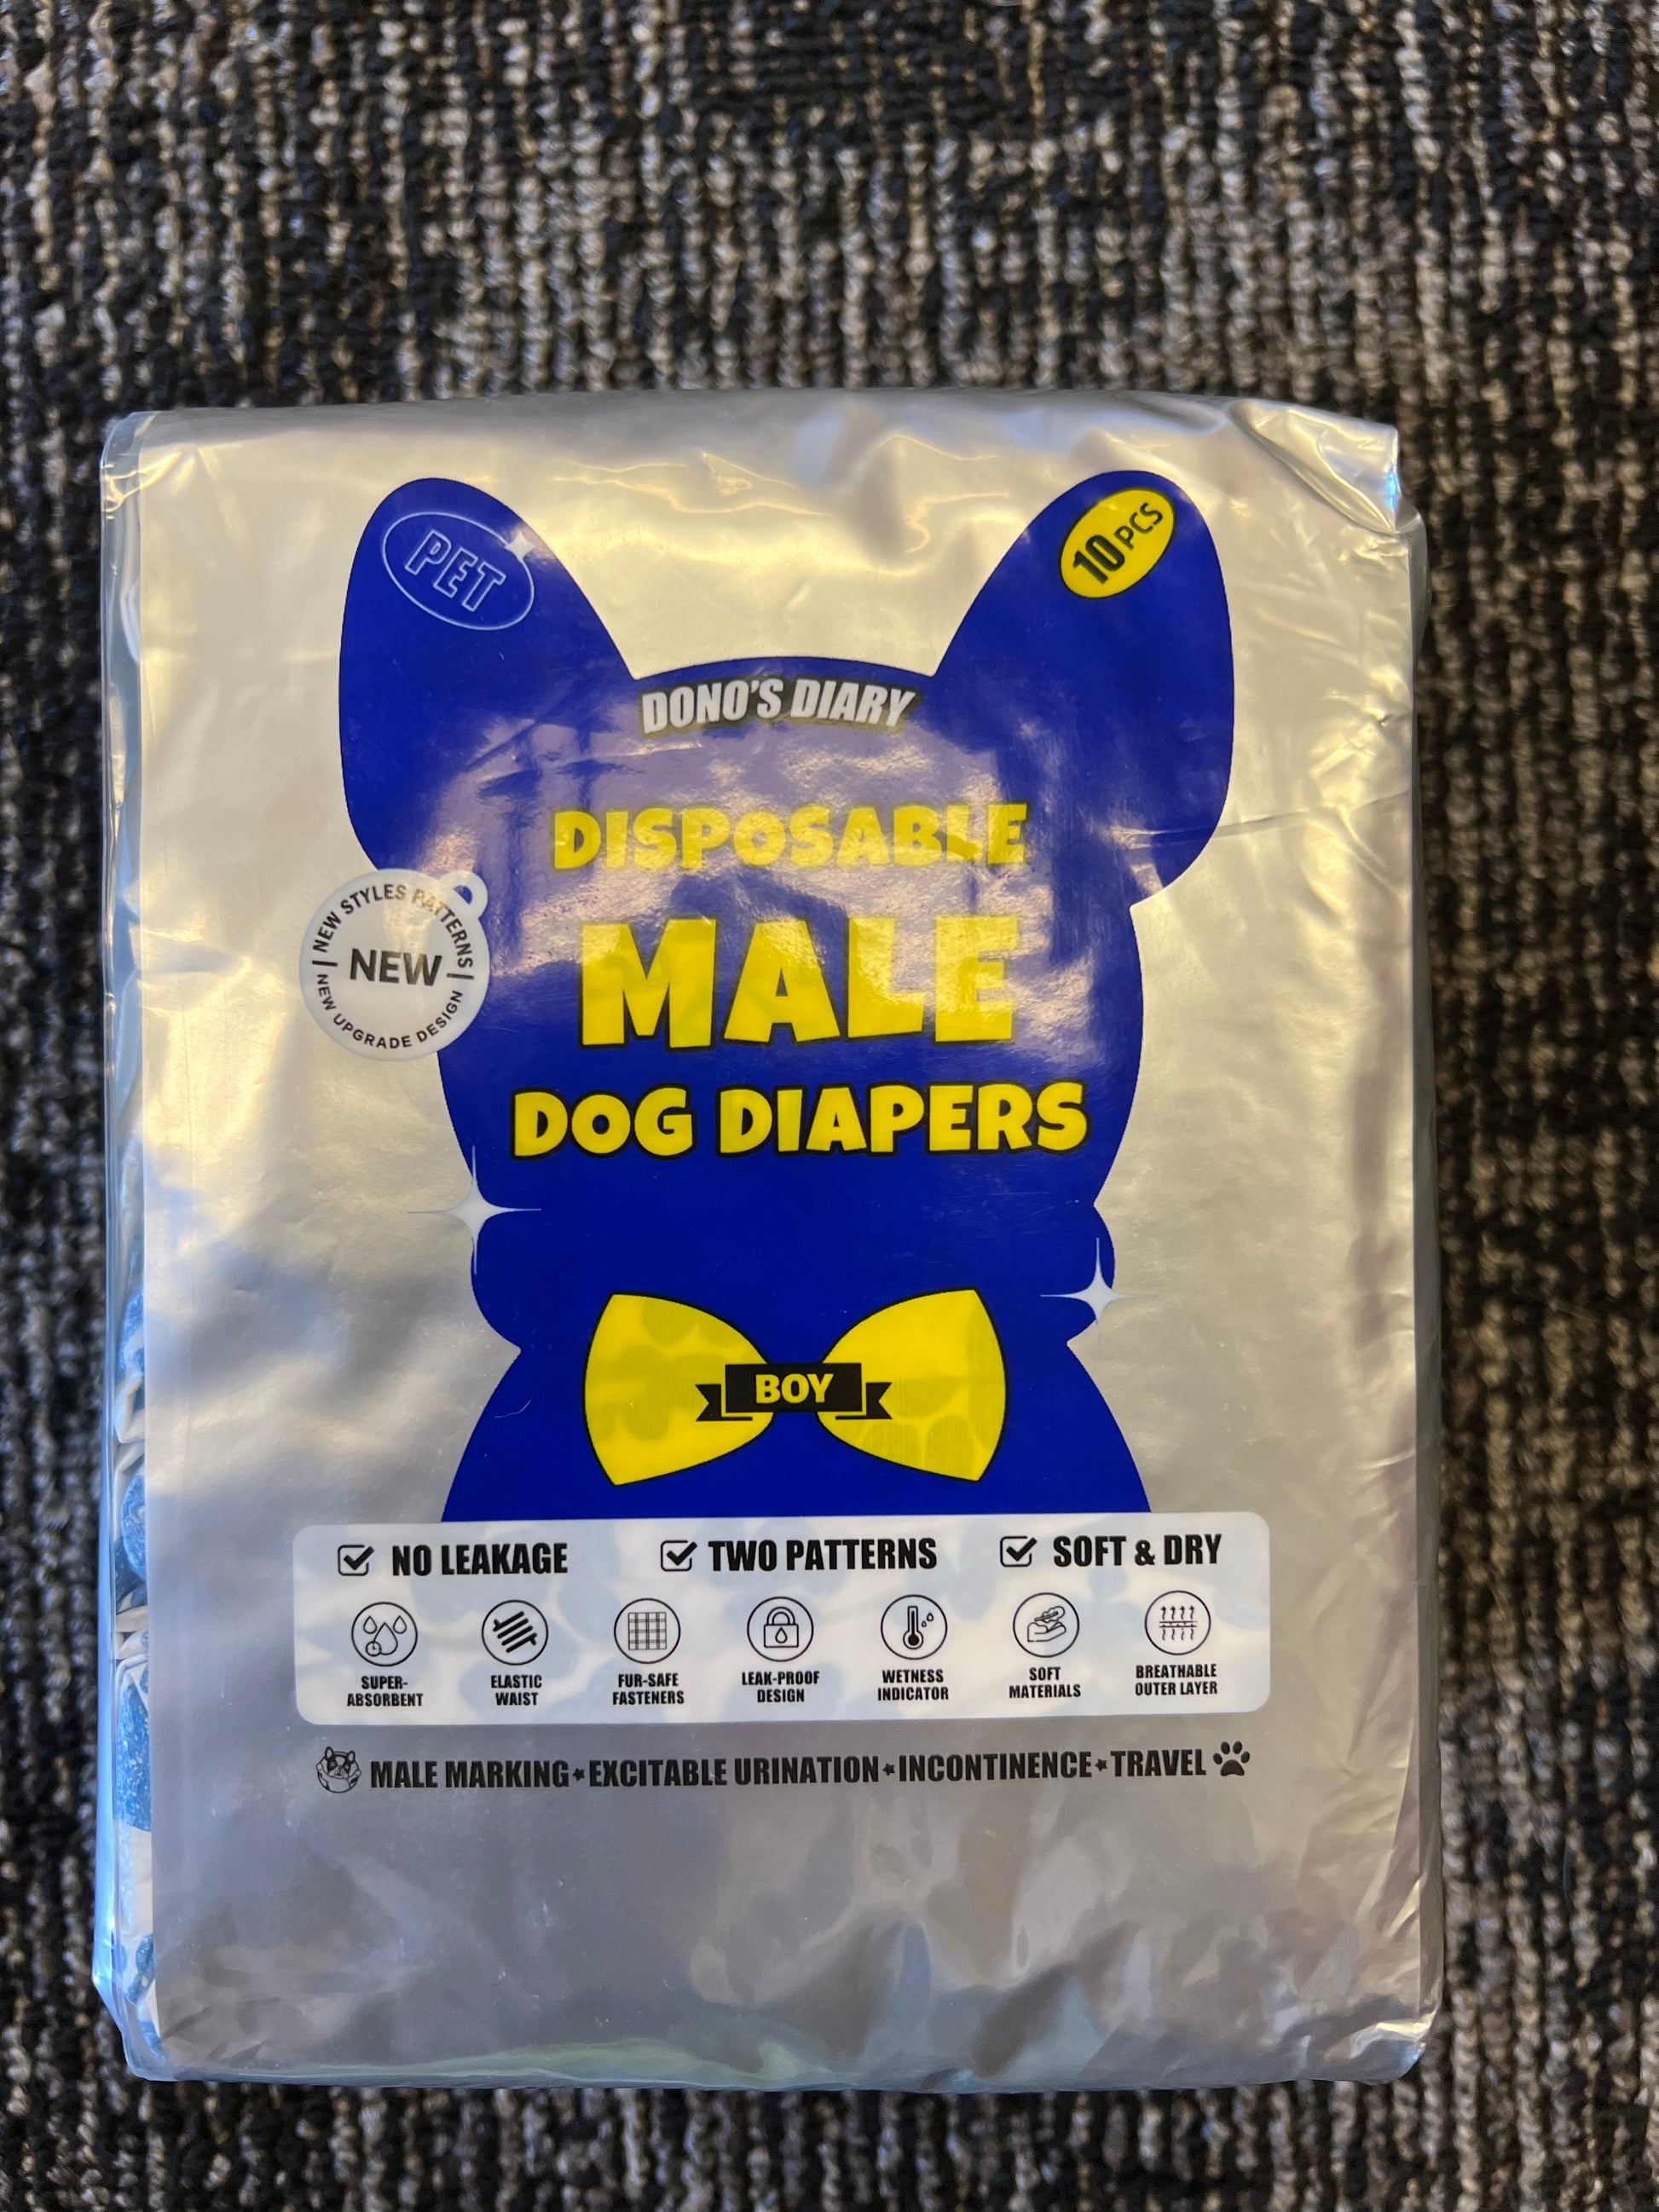 PET
10 PCS
DONO'S DIARY
DISPOSABLE
MALE
DOG DIAPERS
NEW STYLES PATTERNS
NEW
NEW UPGRADE DESIGN
BOY
NO LEAKAGE
TWO PATTERNS
SOFT & DRY
SUPER-
ABSORBENT
ELASTIC
WAIST
FUR-SAFE
FASTENERS
LEAK-PROOF
DESIGN
WETNESS
INDICATOR
SOFT
MATERIALS
BREATHABLE
OUTER LAYER
MALE MARKING★EXCITABLE URINATION★INCONTINENCE★TRAVEL